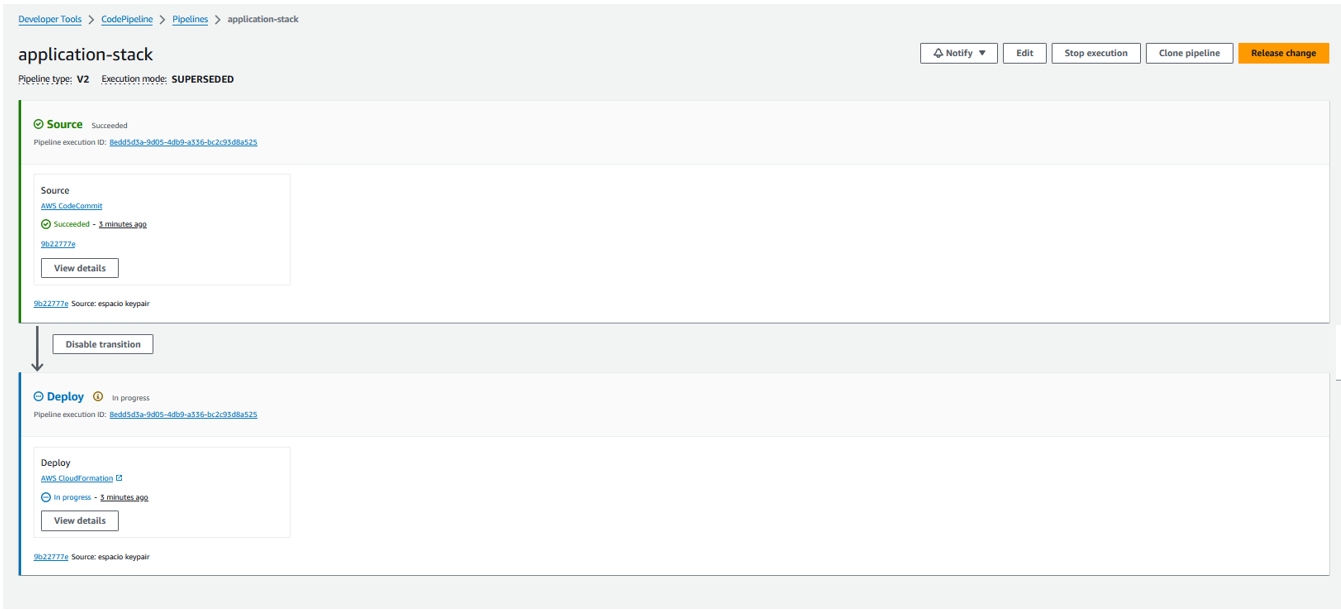 Developer Tools > CodePipeline > Pipelines > application-stack
application-stack
Notify ▼ Edit Stop execution Clone pipeline Release change
Pipeline type: V2 Execution mode: SUPERSEDED
Source Succeeded
Pipeline execution ID: 8edd5d3a-9d05-4db9-a336-bc2c93d8a525
Source
AWS CodeCommit
Succeeded - 3 minutes ago
9b22777e
View details
9b22777e Source: espacio keypair
Disable transition
Deploy In progress
Pipeline execution ID: 8edd5d3a-9d05-4db9-a336-bc2c93d8a525
Deploy
AWS CloudFormation
In progress - 3 minutes ago
View details
9b22777e Source: espacio keypair